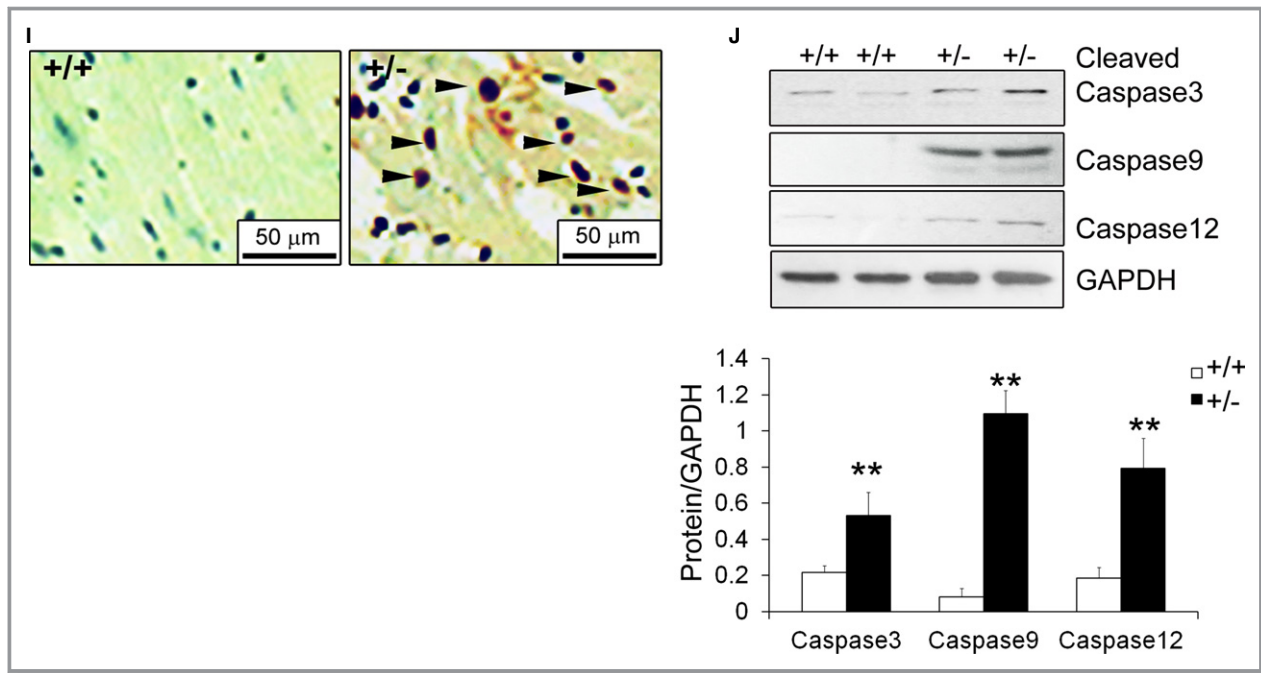 I
+/+
50 μm
+/-
50 μm
J
+/+ +/+ +/- +/- Cleaved
Caspase3
Caspase9
Caspase12
GAPDH
Protein/GAPDH
1.4
1.2
1
0.8
0.6
0.4
0.2
0
**
**
**
+/+
+/-
Caspase3 Caspase9 Caspase12